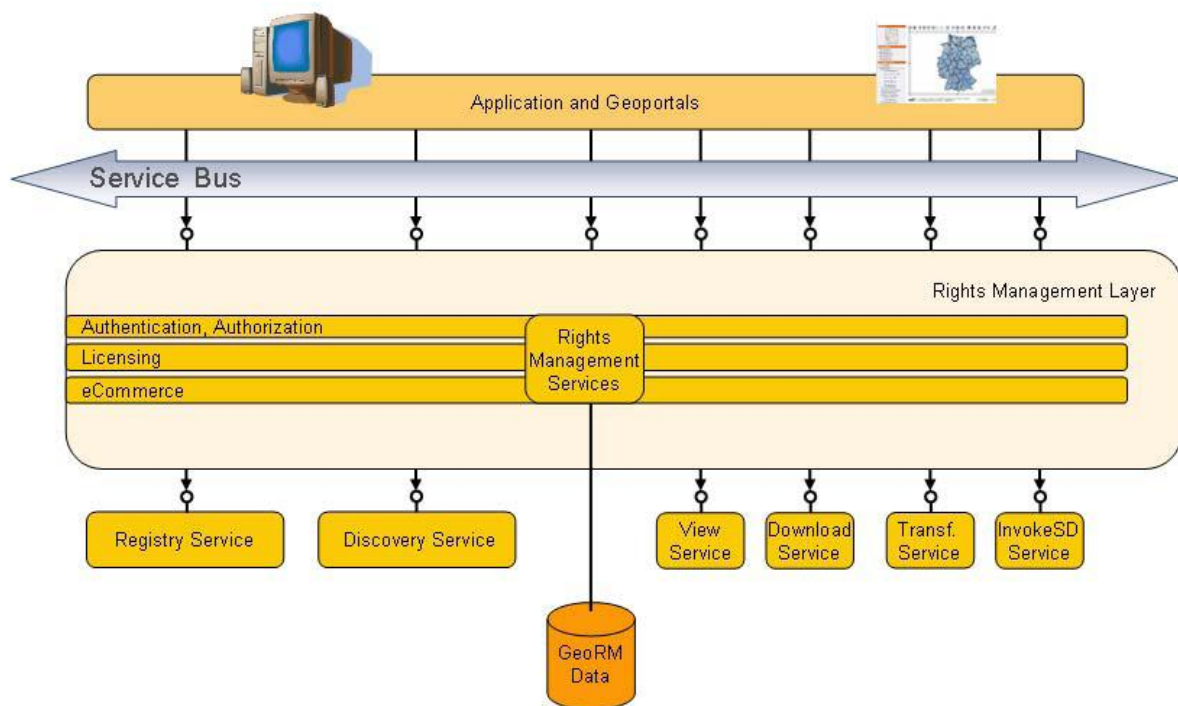 Application and Geoportals
Service Bus
Rights Management Layer
Authentication, Authorization
Licensing
eCommerce
Rights
Management
Services
Registry Service
Discovery Service
View
Service
Download
Service
Transf.
Service
InvokeSD
Service
GeoRM
Data